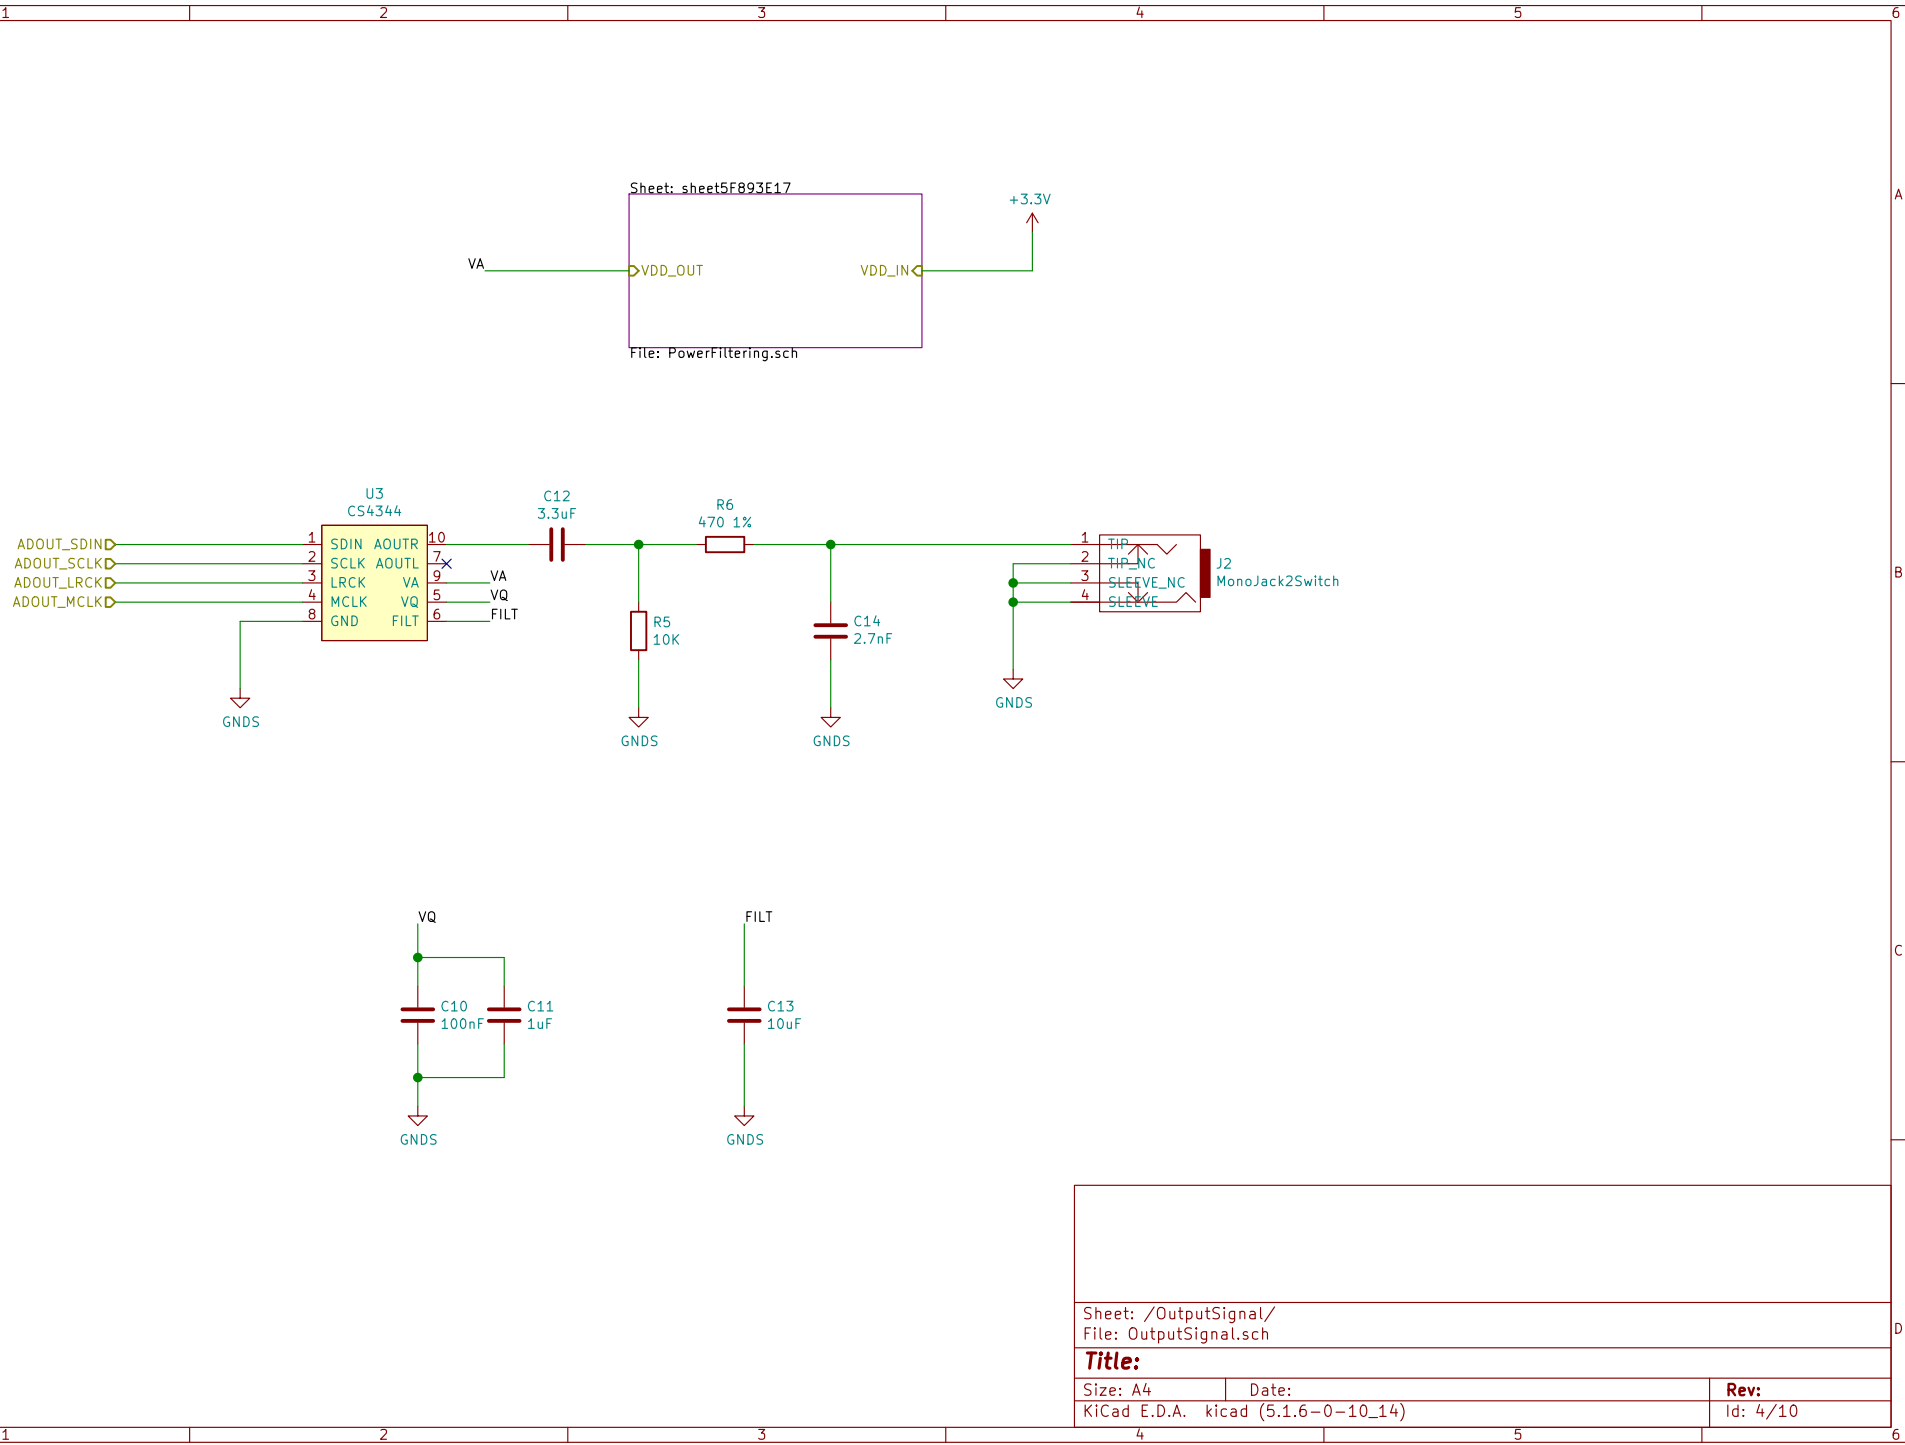 1 2 3 4 5 6
A
Sheet: sheet5F893E17
+3.3V
VA
VDD_OUT
VDD_IN
File: PowerFiltering.sch
B
U3
CS4344
ADOUT_SDIN
ADOUT_SCLK
ADOUT_LRCK
ADOUT_MCLK
1 SDIN AOUTR 10
2 SCLK AOUTL 7
3 LRCK VA 9
4 MCLK VQ 5
8 GND FILT 6
VA
VQ
FILT
GNDS
C12
3.3uF
R6
470 1%
R5
10K
GNDS
C14
2.7nF
GNDS
1 TIP
2 TIP_NC
3 SLEEVE_NC
4 SLEEVE
J2
MonoJack2Switch
GNDS
C
VQ
C10
100nF
C11
1uF
GNDS
FILT
C13
10uF
GNDS
D
Sheet: /OutputSignal/
File: OutputSignal.sch
Title:
Size: A4 Date: Rev:
KiCad E.D.A. kicad (5.1.6-0-10_14) Id: 4/10
1 2 3 4 5 6